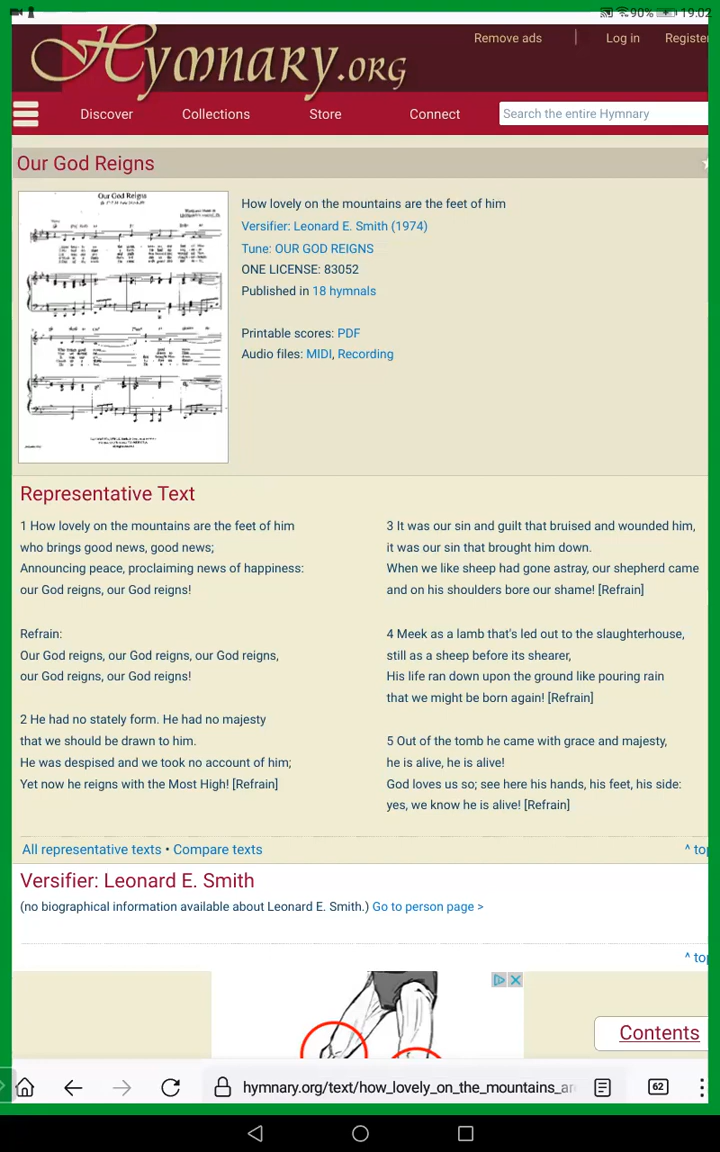 90% 19:02
Hymnary.org
Remove ads | Log in Register
Discover Collections Store Connect Search the entire Hymnary
Our God Reigns
Our God Reigns
How lovely on the mountains are the feet of him
Versifier: Leonard E. Smith (1974)
Tune: OUR GOD REIGNS
ONE LICENSE: 83052
Published in 18 hymnals
Printable scores: PDF
Audio files: MIDI, Recording
Representative Text
1 How lovely on the mountains are the feet of him
who brings good news, good news;
Announcing peace, proclaiming news of happiness:
our God reigns, our God reigns!
Refrain:
Our God reigns, our God reigns, our God reigns,
our God reigns, our God reigns!
2 He had no stately form. He had no majesty
that we should be drawn to him.
He was despised and we took no account of him;
Yet now he reigns with the Most High! [Refrain]
3 It was our sin and guilt that bruised and wounded him,
it was our sin that brought him down.
When we like sheep had gone astray, our shepherd came
and on his shoulders bore our shame! [Refrain]
4 Meek as a lamb that's led out to the slaughterhouse,
still as a sheep before its shearer,
His life ran down upon the ground like pouring rain
that we might be born again! [Refrain]
5 Out of the tomb he came with grace and majesty,
he is alive, he is alive!
God loves us so; see here his hands, his feet, his side:
yes, we know he is alive! [Refrain]
All representative texts • Compare texts
^ top
Versifier: Leonard E. Smith
(no biographical information available about Leonard E. Smith.) Go to person page >
^ top
Contents
hymnary.org/text/how_lovely_on_the_mountains_ar
62